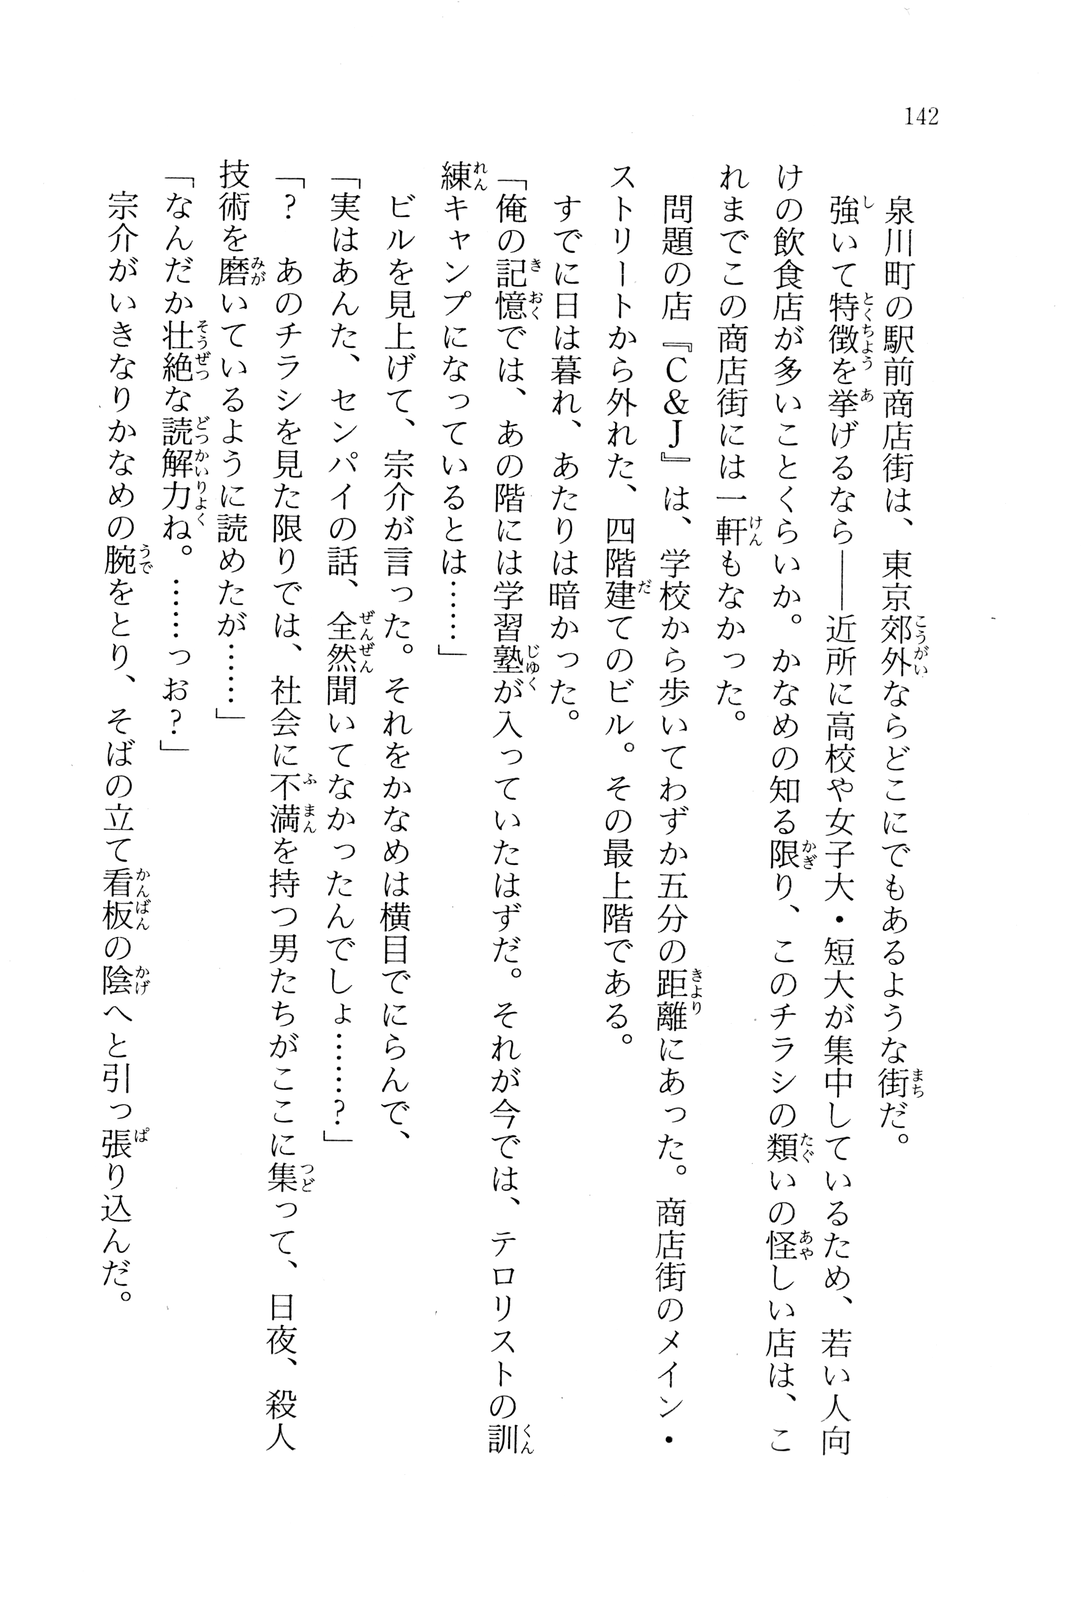 142
泉川町の駅前商店街は、東京郊外ならどこにでもあるような街だ。
強いて特徴を挙げるなら――近所に高校や女子大・短大が集中しているため、若い人向
けの飲食店が多いことくらいか。かなめの知る限り、このチラシの類いの怪しい店は、こ
れまでこの商店街には一軒もなかった。
問題の店『C&J』は、学校から歩いてわずか五分の距離にあった。商店街のメイン・
ストリートから外れた、四階建てのビル。その最上階である。
すでに日は暮れ、あたりは暗かった。
「俺の記憶では、あの階には学習塾が入っていたはずだ。それが今では、テロリストの訓
練キャンプになっているとは……」
ビルを見上げて、宗介が言った。それをかなめは横目でにらんで、
「実はあんた、センパイの話、全然聞いてなかったんでしょ……?」
「?　あのチラシを見た限りでは、社会に不満を持つ男たちがここに集って、日夜、殺人
技術を磨いているように読めたが……」
「なんだか壮絶な読解力ね。……っお?」
宗介がいきなりかなめの腕をとり、そばの立て看板の陰へと引っ張り込んだ。